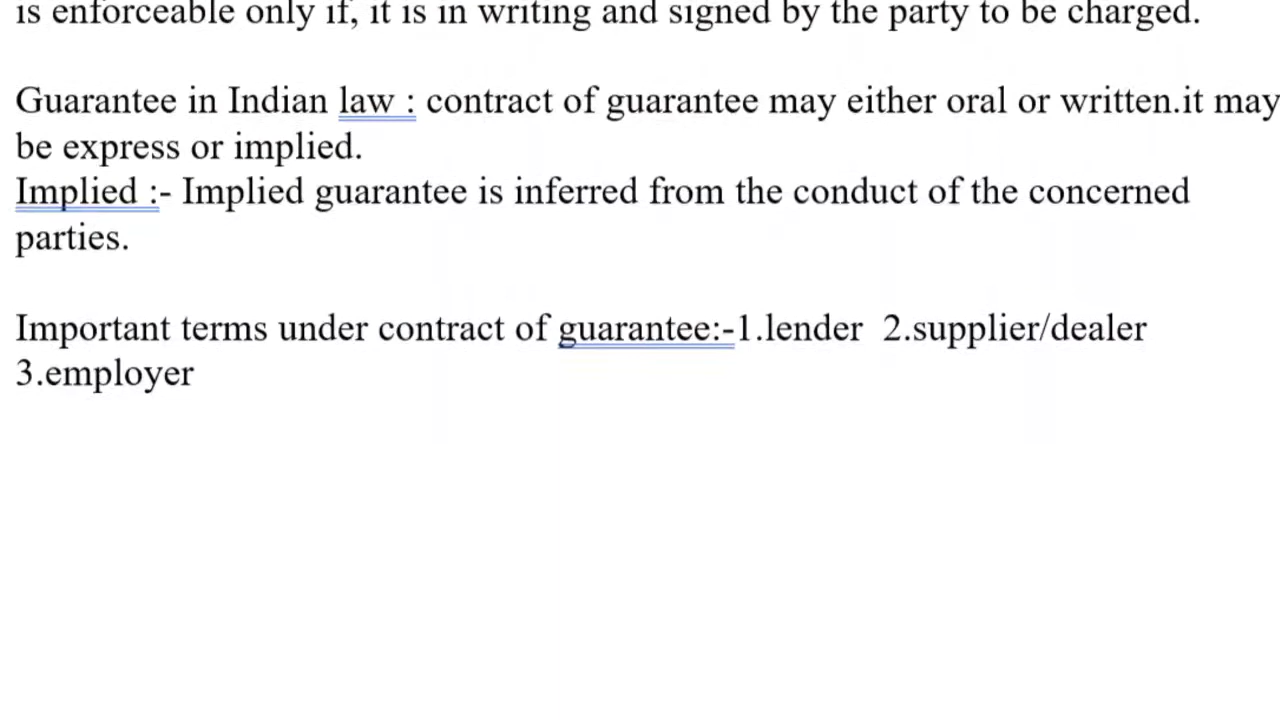 is enforceable only if, it is in writing and signed by the party to be charged.
Guarantee in Indian law : contract of guarantee may either oral or written.it may
be express or implied.
Implied :- Implied guarantee is inferred from the conduct of the concerned
parties.
Important terms under contract of guarantee:-1.lender  2.supplier/dealer
3.employer